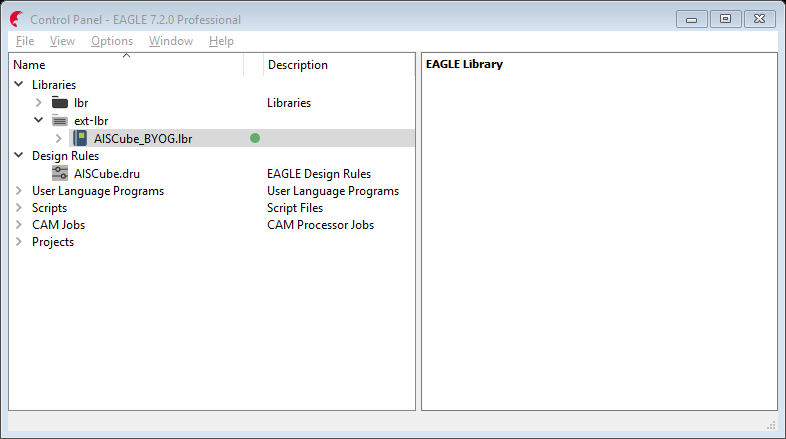 Control Panel - EAGLE 7.2.0 Professional
File View Options Window Help
Name Description
EAGLE Library
Libraries
lbr Libraries
ext-lbr
AISCube_BYOG.lbr
Design Rules
AISCube.dru EAGLE Design Rules
User Language Programs User Language Programs
Scripts Script Files
CAM Jobs CAM Processor Jobs
Projects